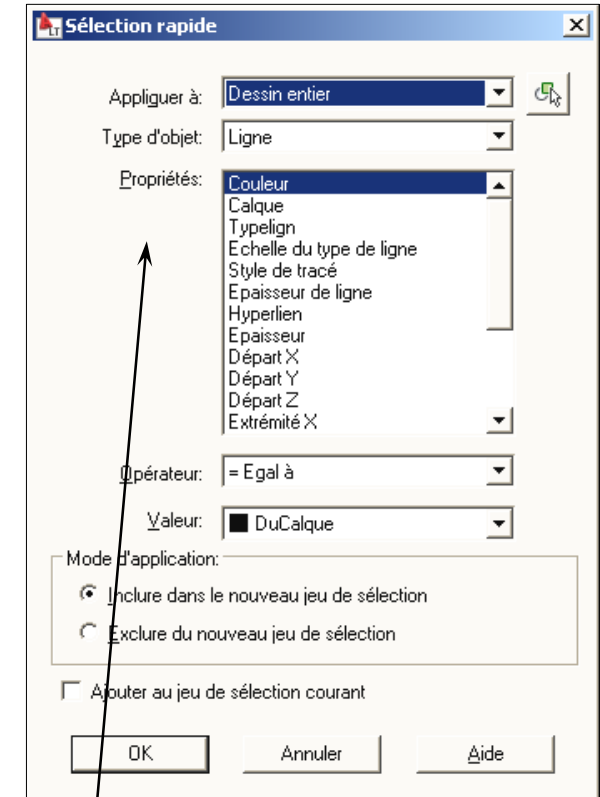 LT Sélection rapide
Appliquer à: Dessin entier
Type d'objet: Ligne
Propriétés: Couleur
Calque
Typelign
Echelle du type de ligne
Style de tracé
Epaisseur de ligne
Hyperlien
Epaisseur
Départ X
Départ Y
Départ Z
Extrémité X
Opérateur: = Egal à
Valeur: DuCalque
Mode d'application:
Inclure dans le nouveau jeu de sélection
Exclure du nouveau jeu de sélection
Ajouter au jeu de sélection courant
OK Annuler Aide